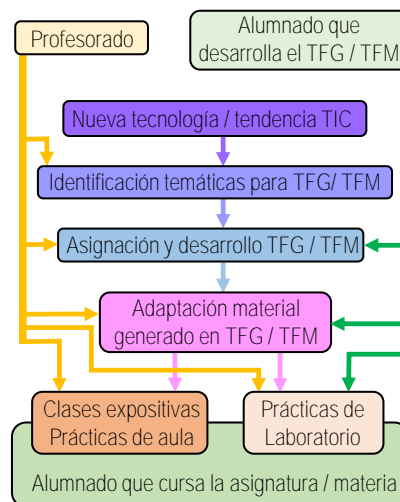 Profesorado
Alumnado que
desarrolla el TFG / TFM
Nueva tecnología / tendencia TIC
Identificación temáticas para TFG/ TFM
Asignación y desarrollo TFG / TFM
Adaptación material
generado en TFG / TFM
Clases expositivas
Prácticas de aula
Prácticas de
Laboratorio
Alumnado que cursa la asignatura / materia